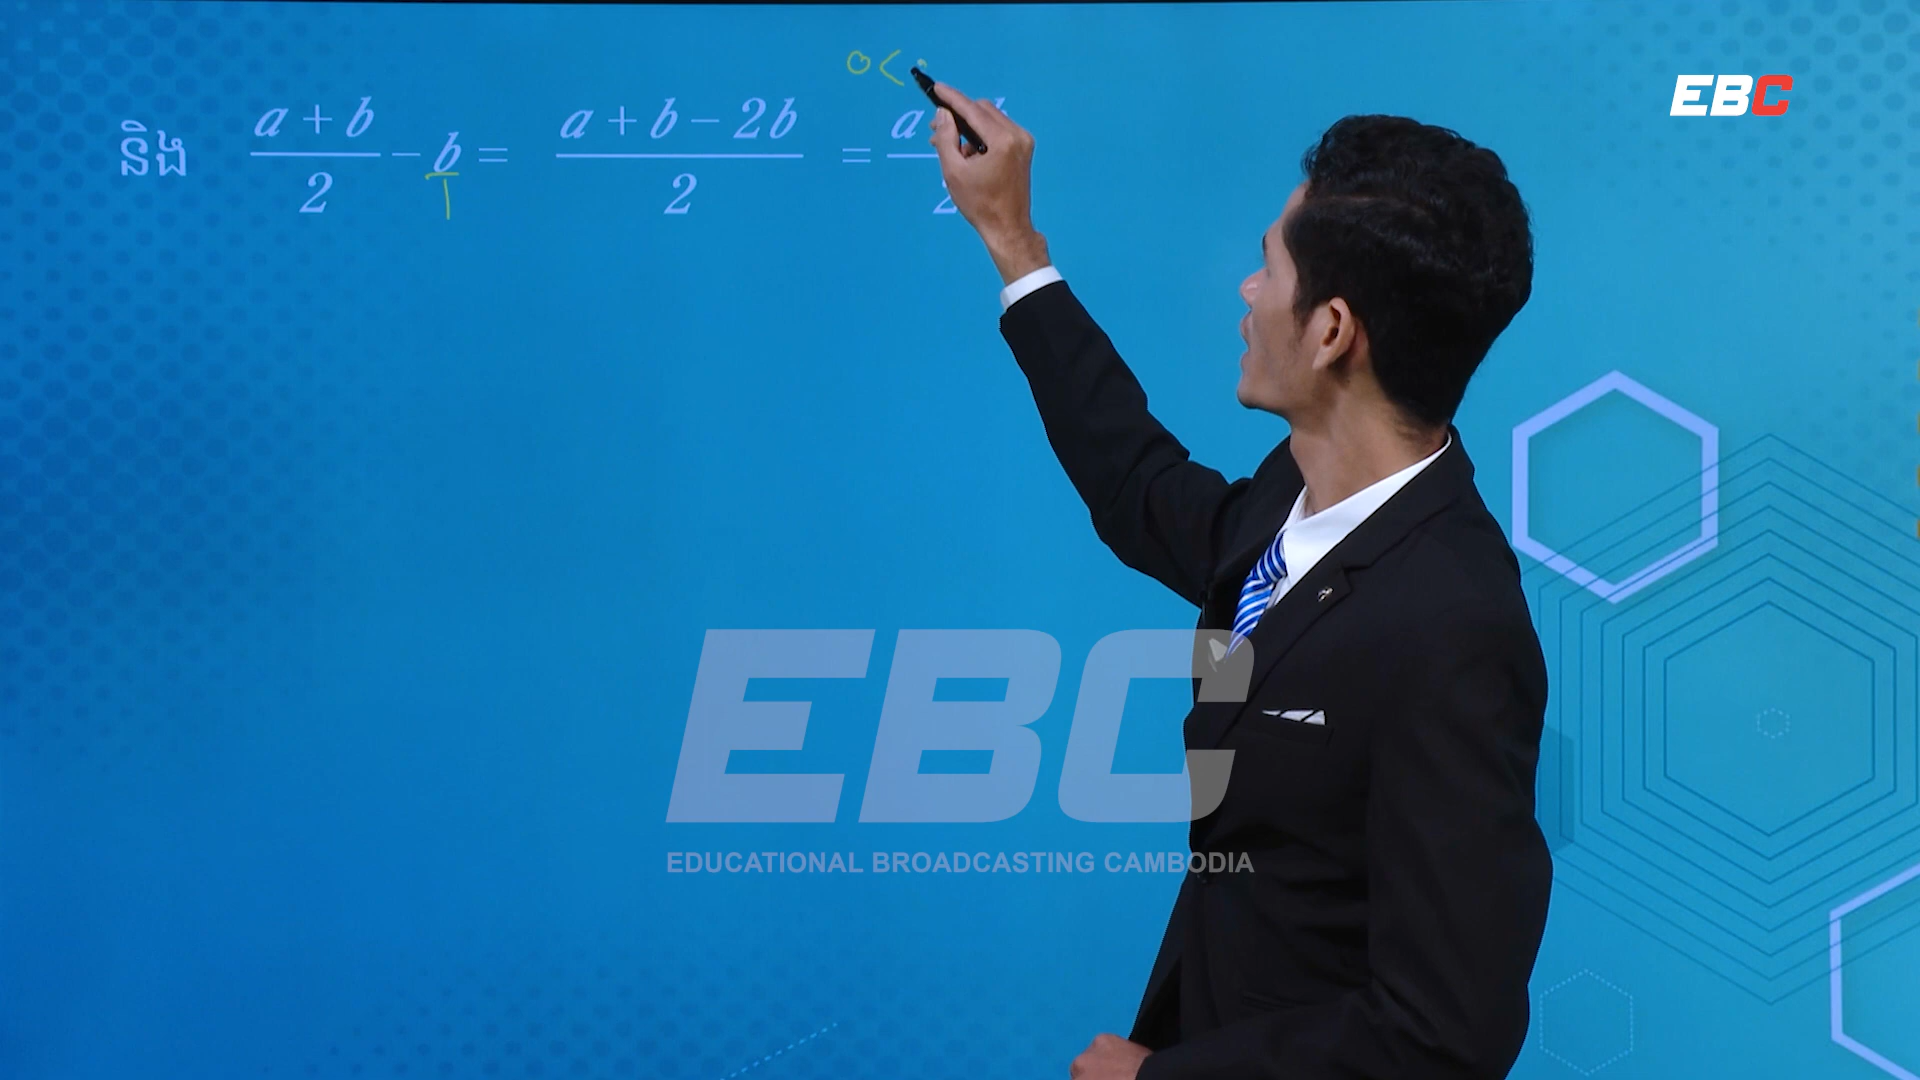 EBC
0 <
និង a + b / 2 − b / 1 = a + b − 2b / 2 = a
EBC
EDUCATIONAL BROADCASTING CAMBODIA